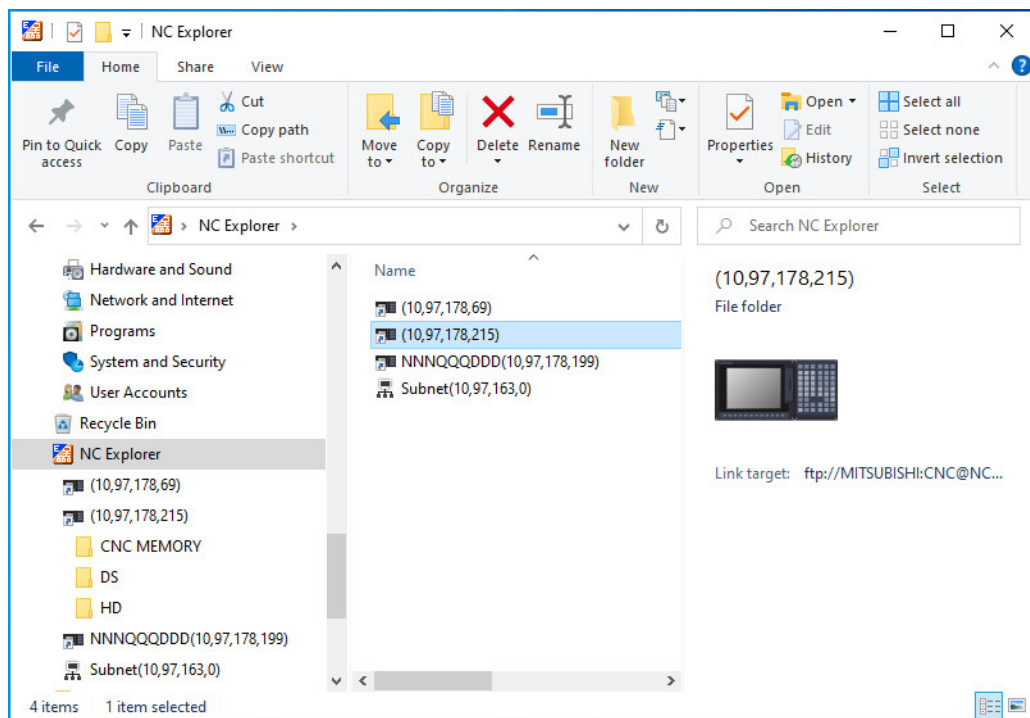 NC Explorer
File Home Share View
Pin to Quick access
Copy
Paste
Cut
Copy path
Paste shortcut
Clipboard
Move to
Copy to
Delete
Rename
Organize
New folder
New
Properties
Open
Edit
History
Open
Select all
Select none
Invert selection
Select
NC Explorer
Search NC Explorer
Hardware and Sound
Network and Internet
Programs
System and Security
User Accounts
Recycle Bin
NC Explorer
(10,97,178,69)
(10,97,178,215)
CNC MEMORY
DS
HD
NNNQQQDDD(10,97,178,199)
Subnet(10,97,163,0)
Name
(10,97,178,69)
(10,97,178,215)
NNNQQQDDD(10,97,178,199)
Subnet(10,97,163,0)
(10,97,178,215)
File folder
Link target: ftp://MITSUBISHI:CNC@NC...
4 items 1 item selected